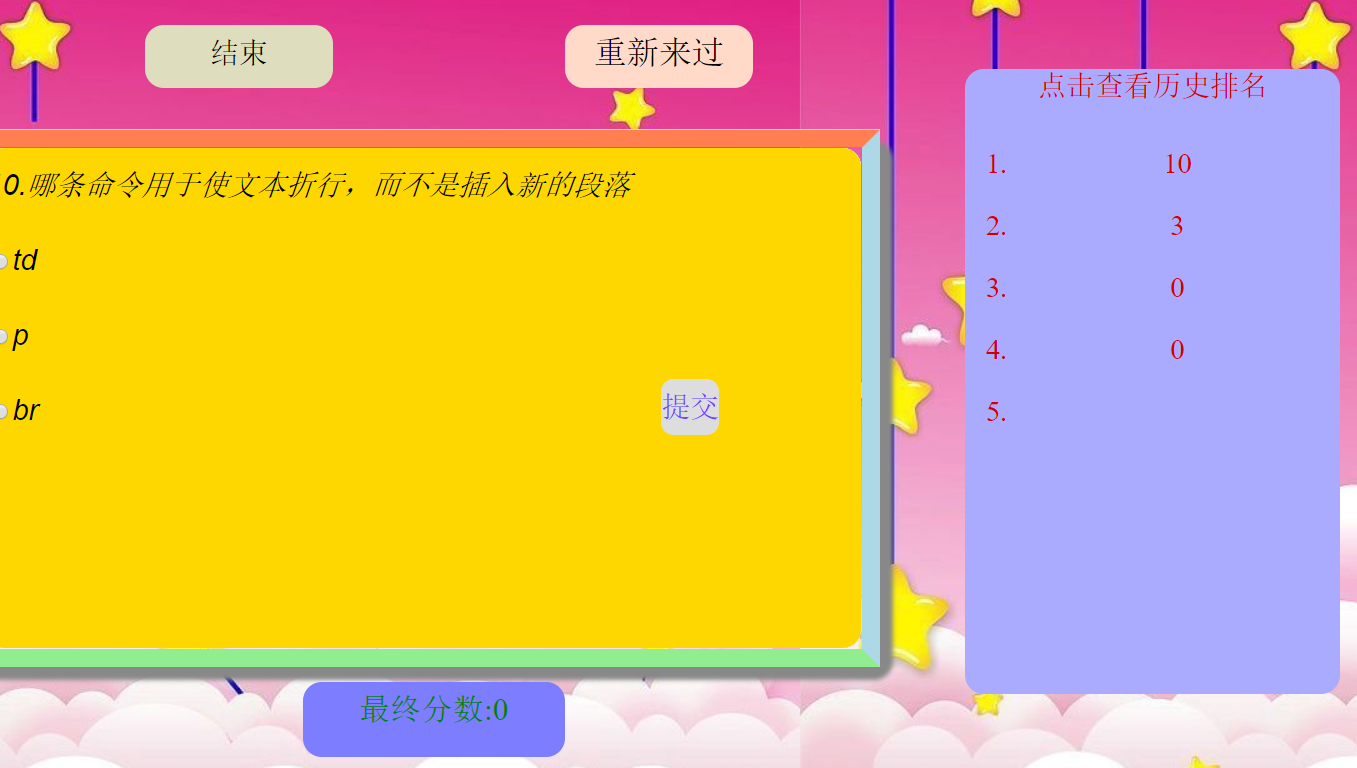 结束
重新来过
0.哪条命令用于使文本折行，而不是插入新的段落
td
p
br
提交
最终分数:0
点击查看历史排名
1. 10
2. 3
3. 0
4. 0
5.